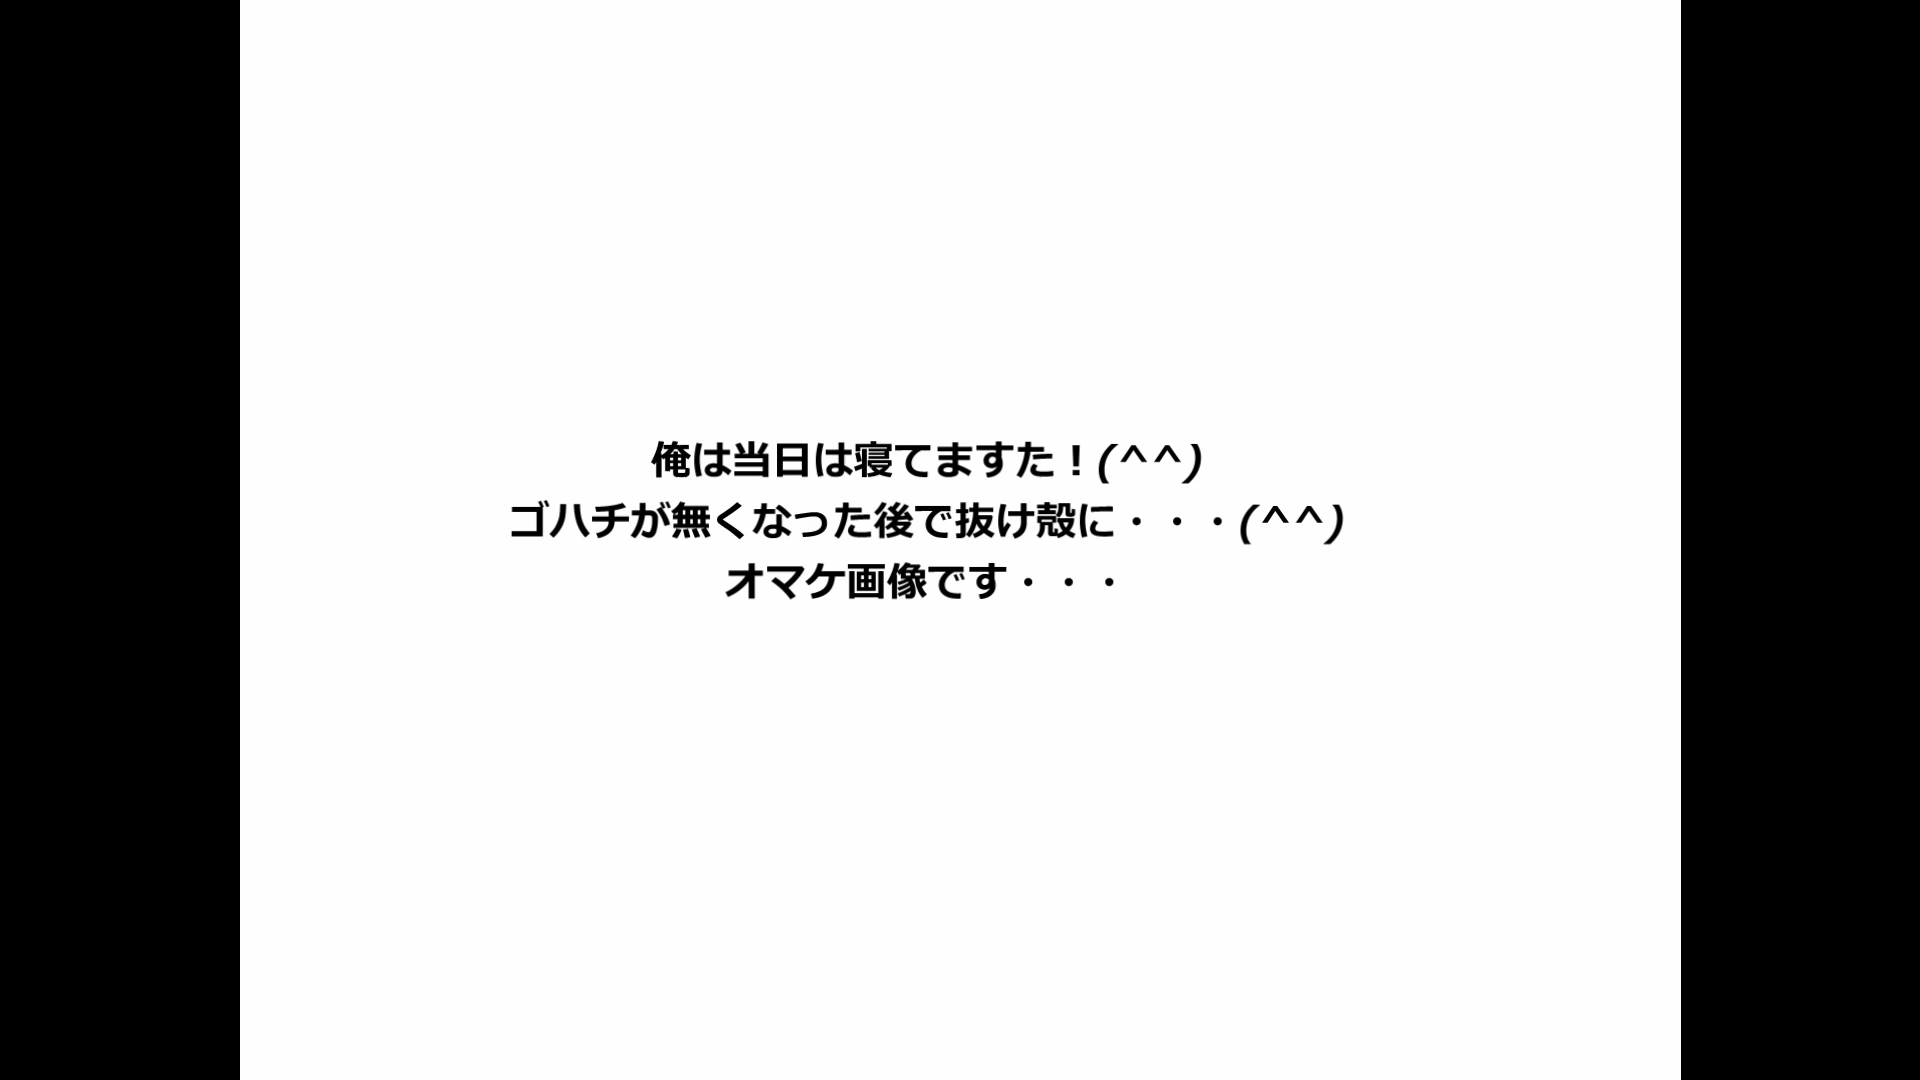 俺は当日は寝てますた！(^^)
ゴハチが無くなった後で抜け殻に・・・(^^)
オマケ画像です・・・